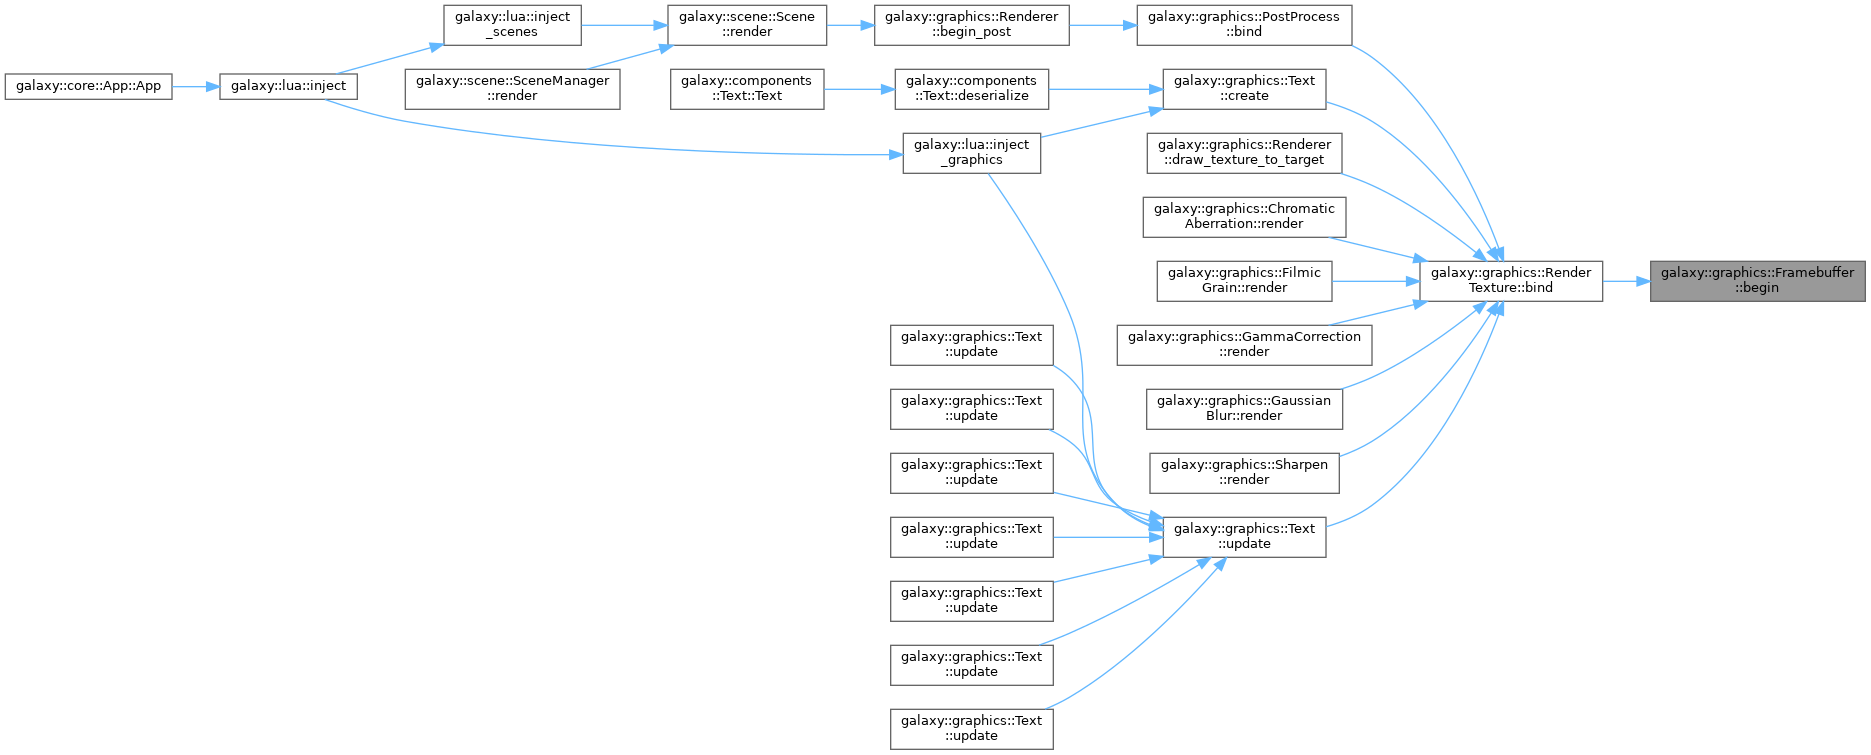 galaxy::lua::inject
_scenes
galaxy::scene::Scene
::render
galaxy::graphics::Renderer
::begin_post
galaxy::graphics::PostProcess
::bind
galaxy::core::App::App
galaxy::lua::inject
galaxy::scene::SceneManager
::render
galaxy::components
::Text::Text
galaxy::components
::Text::deserialize
galaxy::graphics::Text
::create
galaxy::lua::inject
_graphics
galaxy::graphics::Renderer
::draw_texture_to_target
galaxy::graphics::Chromatic
Aberration::render
galaxy::graphics::Filmic
Grain::render
galaxy::graphics::Render
Texture::bind
galaxy::graphics::Framebuffer
::begin
galaxy::graphics::Text
::update
galaxy::graphics::GammaCorrection
::render
galaxy::graphics::Text
::update
galaxy::graphics::Gaussian
Blur::render
galaxy::graphics::Text
::update
galaxy::graphics::Sharpen
::render
galaxy::graphics::Text
::update
galaxy::graphics::Text
::update
galaxy::graphics::Text
::update
galaxy::graphics::Text
::update
galaxy::graphics::Text
::update